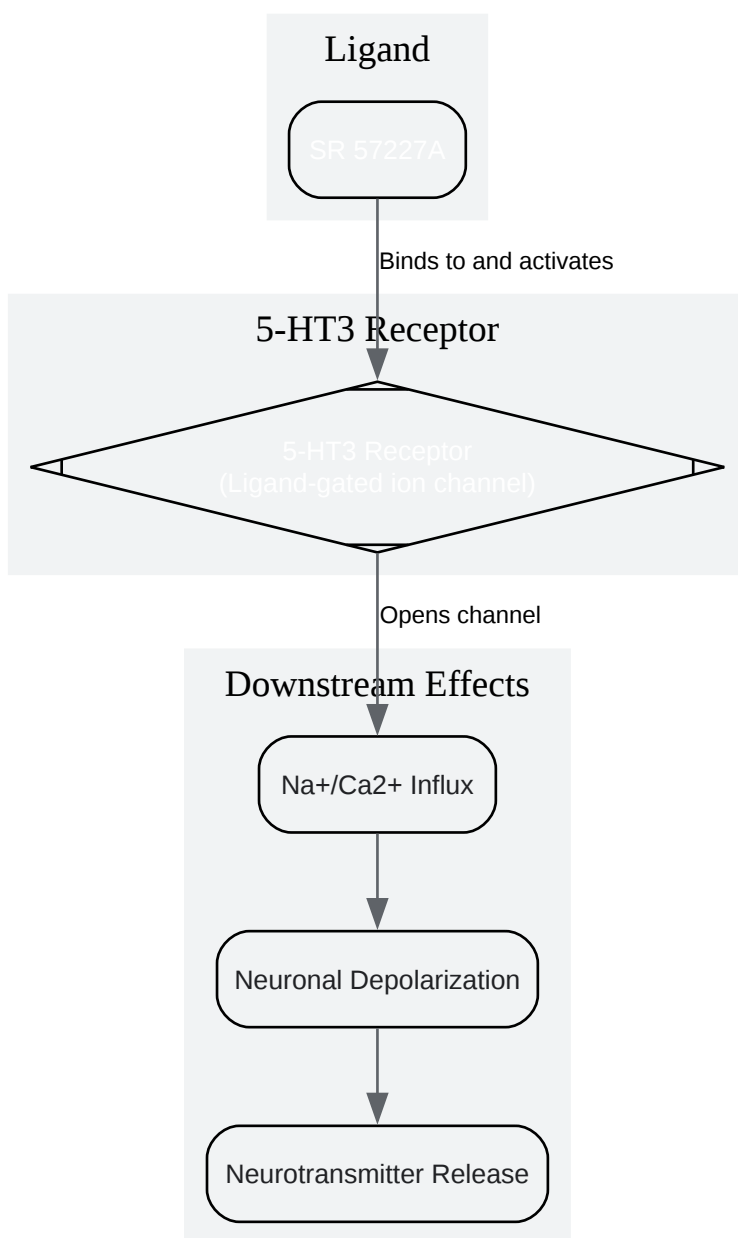 Ligand
SR 57227A
Binds to and activates
5-HT3 Receptor
5-HT3 Receptor
(Ligand-gated ion channel)
Opens channel
Downstream Effects
Na+/Ca2+ Influx
Neuronal Depolarization
Neurotransmitter Release